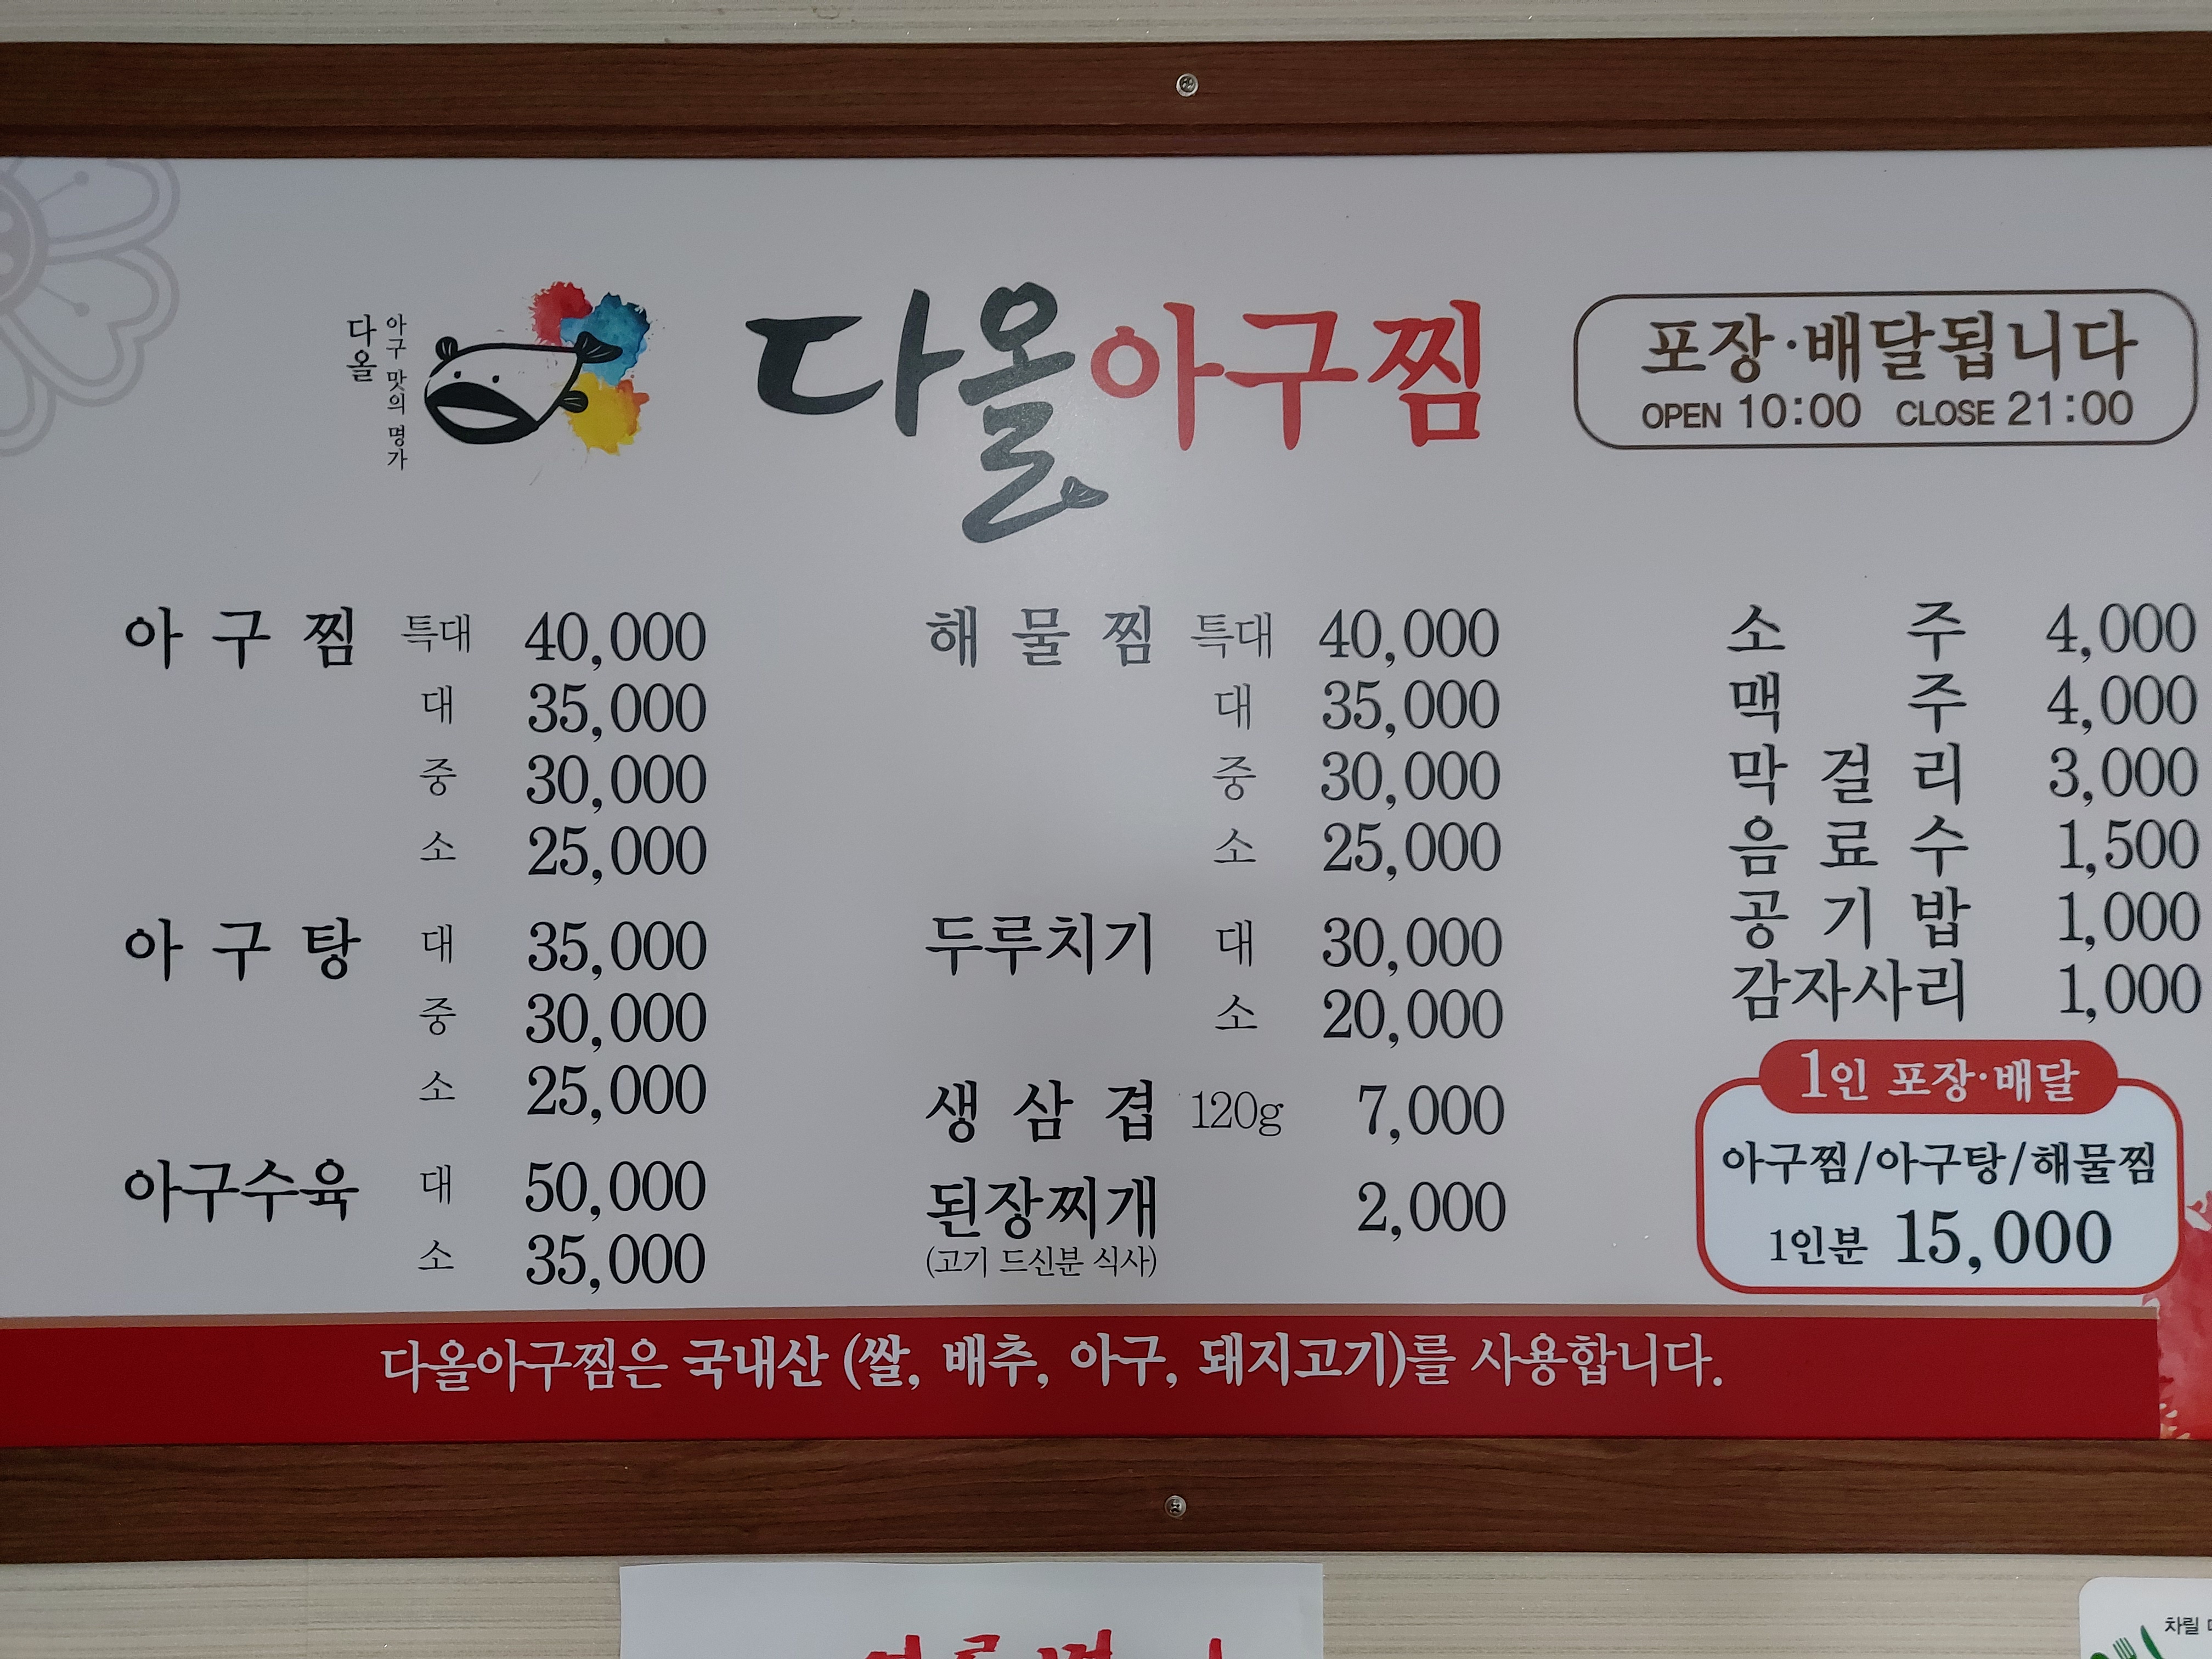 다올
아구 맛의 명가
다올아구찜
포장·배달됩니다
OPEN 10:00 CLOSE 21:00
아구찜 특대 40,000
대 35,000
중 30,000
소 25,000
아구탕 대 35,000
중 30,000
소 25,000
아구수육 대 50,000
소 35,000
해물찜 특대 40,000
대 35,000
중 30,000
소 25,000
두루치기 대 30,000
소 20,000
생삼겹 120g 7,000
된장찌개 2,000
(고기 드신분 식사)
소주 4,000
맥주 4,000
막걸리 3,000
음료수 1,500
공기밥 1,000
감자사리 1,000
1인 포장·배달
아구찜/아구탕/해물찜
1인분 15,000
다올아구찜은 국내산 (쌀, 배추, 아구, 돼지고기)를 사용합니다.
차릴